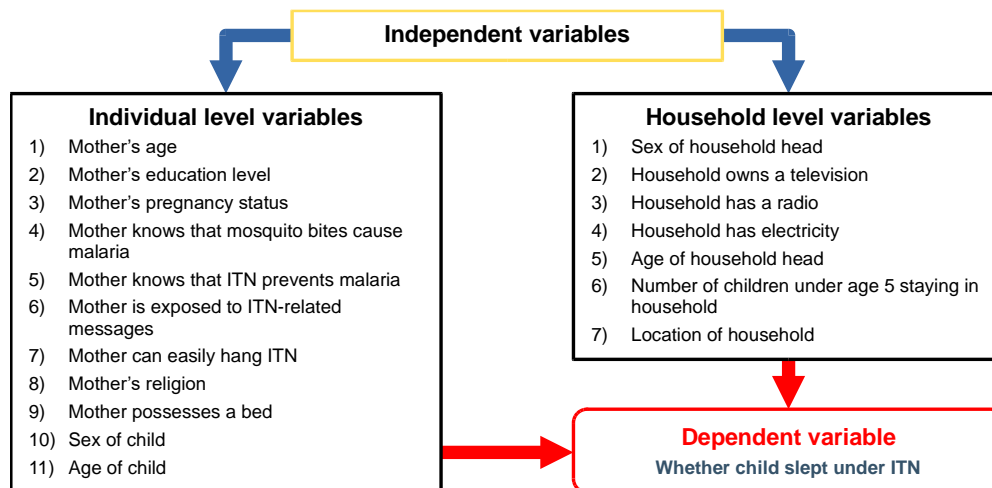 Independent variables
Individual level variables
1) Mother’s age
2) Mother’s education level
3) Mother’s pregnancy status
4) Mother knows that mosquito bites cause
malaria
5) Mother knows that ITN prevents malaria
6) Mother is exposed to ITN-related
messages
7) Mother can easily hang ITN
8) Mother’s religion
9) Mother possesses a bed
10) Sex of child
11) Age of child
Household level variables
1) Sex of household head
2) Household owns a television
3) Household has a radio
4) Household has electricity
5) Age of household head
6) Number of children under age 5 staying in
household
7) Location of household
Dependent variable
Whether child slept under ITN